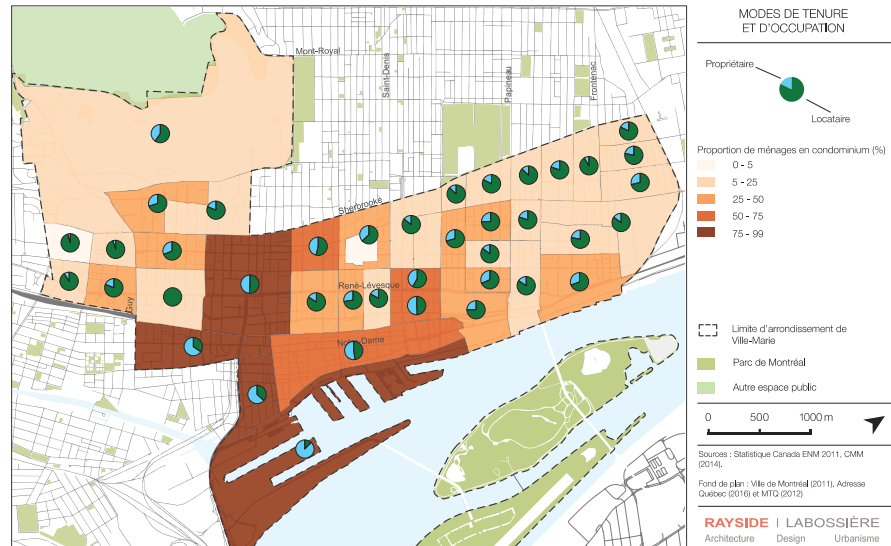 MODES DE TENURE
ET D'OCCUPATION
Propriétaire
Locataire
Proportion de ménages en condominium (%)
0 - 5
5 - 25
25 - 50
50 - 75
75 - 99
Limite d'arrondissement de
Ville-Marie
Parc de Montréal
Autre espace public
0 500 1000 m
Sources : Statistique Canada ENM 2011, CMM
(2014).
Fond de plan : Ville de Montréal (2011), Adresse
Québec (2016) et MTQ (2012)
RAYSIDE | LABOSSIÈRE
Architecture Design Urbanisme
Mont-Royal
Saint-Denis
Papineau
Frontenac
Sherbrooke
René-Lévesque
Guy
Notre-Dame